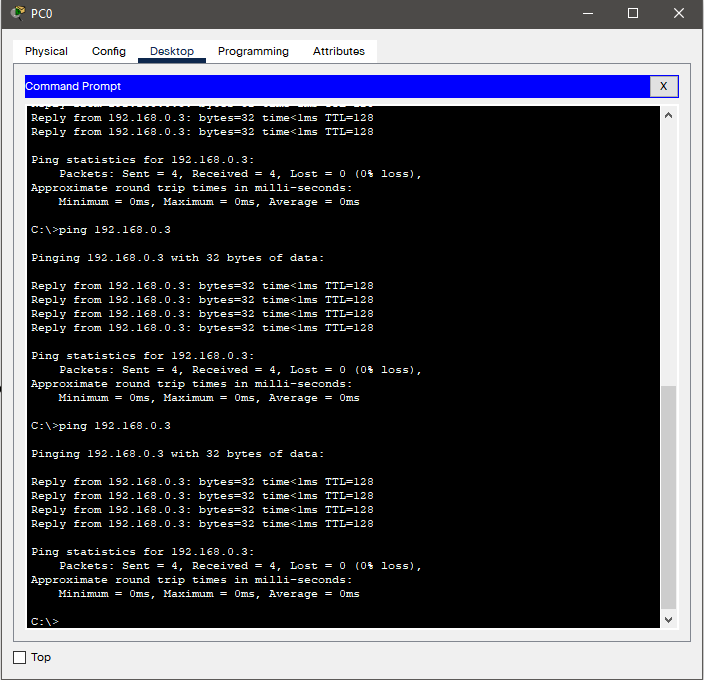 PC0
Physical Config Desktop Programming Attributes
Command Prompt X
Reply from 192.168.0.3: bytes=32 time<1ms TTL=128
Reply from 192.168.0.3: bytes=32 time<1ms TTL=128
Ping statistics for 192.168.0.3:
Packets: Sent = 4, Received = 4, Lost = 0 (0% loss),
Approximate round trip times in milli-seconds:
Minimum = 0ms, Maximum = 0ms, Average = 0ms
C:\>ping 192.168.0.3
Pinging 192.168.0.3 with 32 bytes of data:
Reply from 192.168.0.3: bytes=32 time<1ms TTL=128
Reply from 192.168.0.3: bytes=32 time<1ms TTL=128
Reply from 192.168.0.3: bytes=32 time<1ms TTL=128
Reply from 192.168.0.3: bytes=32 time<1ms TTL=128
Ping statistics for 192.168.0.3:
Packets: Sent = 4, Received = 4, Lost = 0 (0% loss),
Approximate round trip times in milli-seconds:
Minimum = 0ms, Maximum = 0ms, Average = 0ms
C:\>ping 192.168.0.3
Pinging 192.168.0.3 with 32 bytes of data:
Reply from 192.168.0.3: bytes=32 time<1ms TTL=128
Reply from 192.168.0.3: bytes=32 time<1ms TTL=128
Reply from 192.168.0.3: bytes=32 time<1ms TTL=128
Reply from 192.168.0.3: bytes=32 time<1ms TTL=128
Ping statistics for 192.168.0.3:
Packets: Sent = 4, Received = 4, Lost = 0 (0% loss),
Approximate round trip times in milli-seconds:
Minimum = 0ms, Maximum = 0ms, Average = 0ms
C:\>
Top